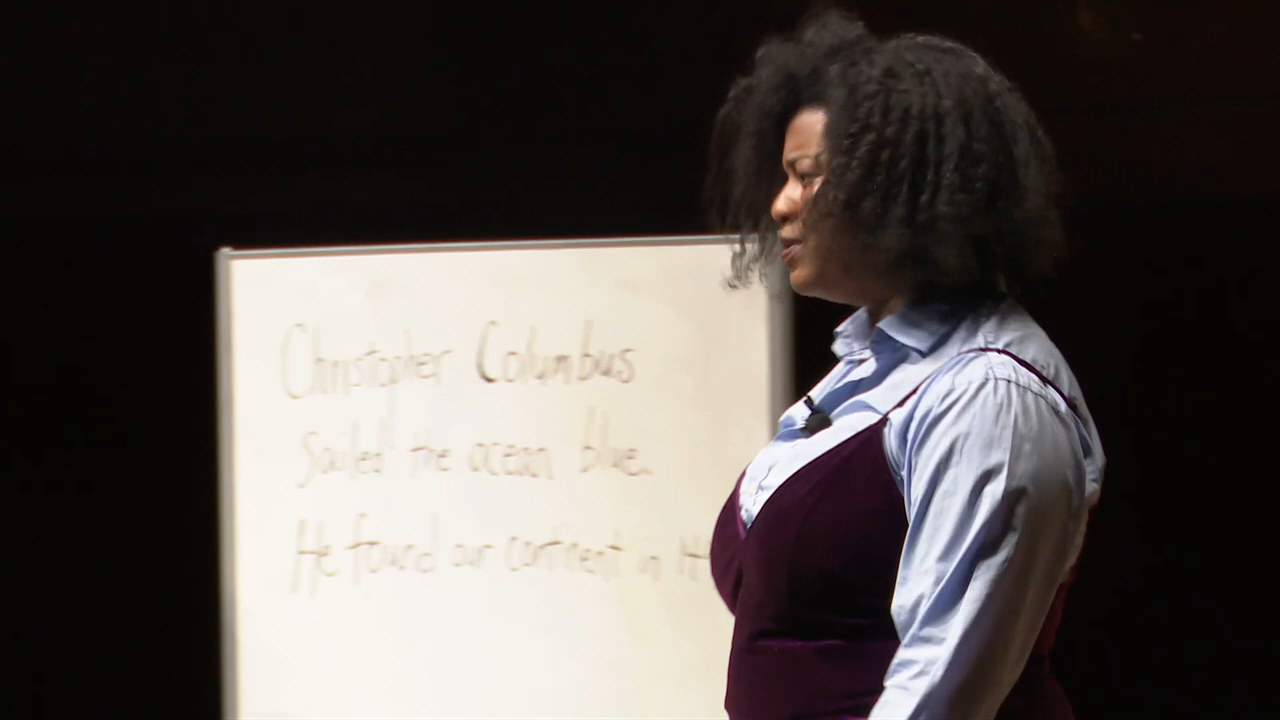 Christopher Columbus
Sailed the ocean blue.
He found our continent in